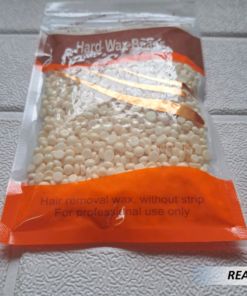 Hard Wax Beans
Hair removal wax, without strip
For professional use only
REA